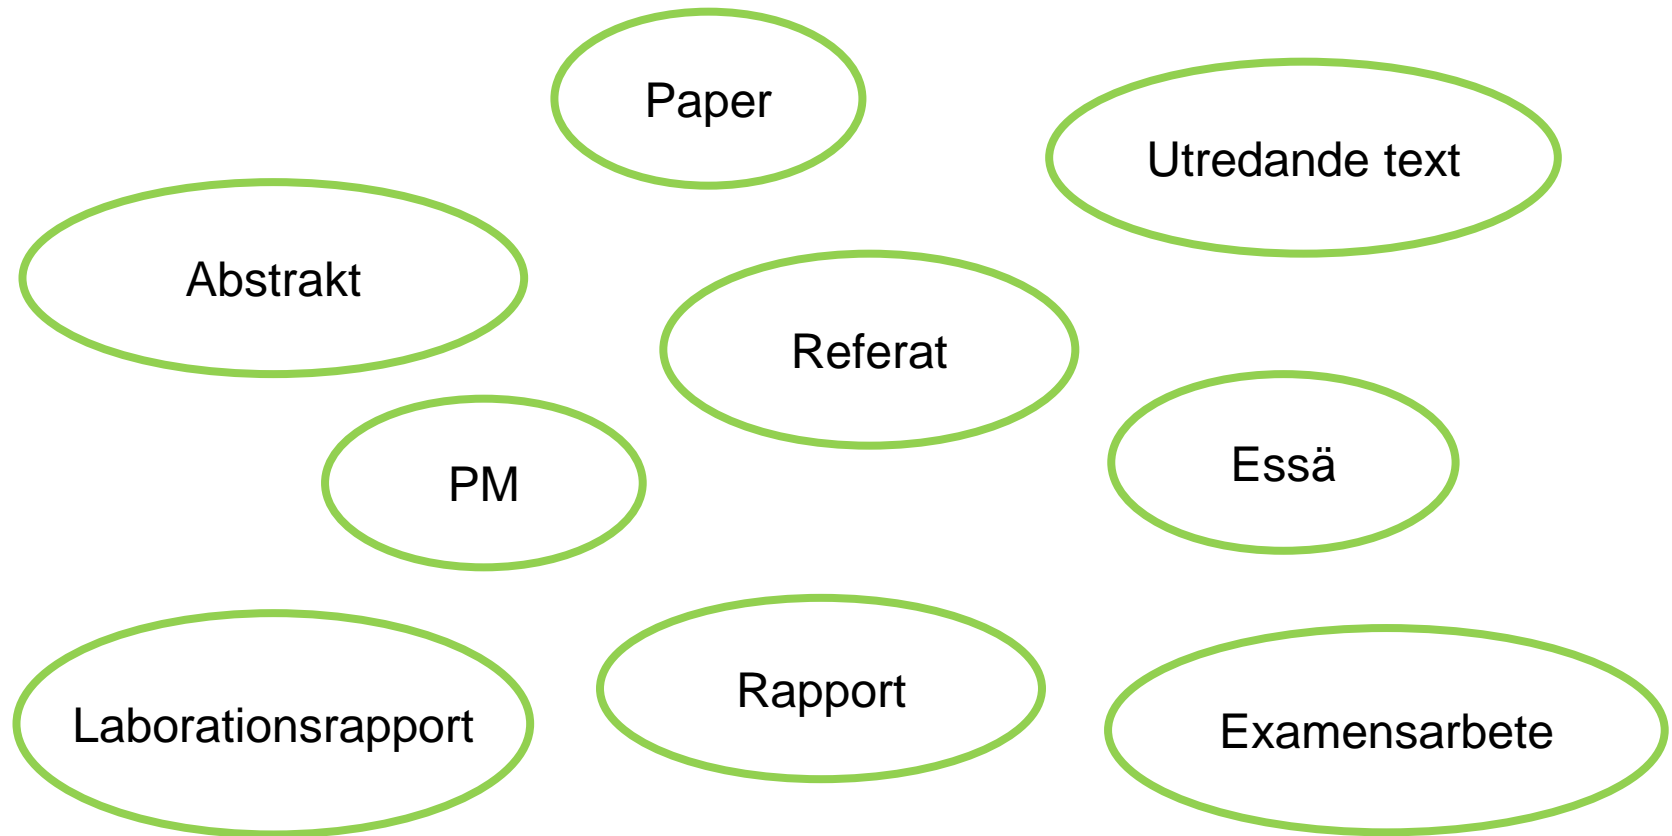 Paper
Utredande text
Abstrakt
Referat
Essä
PM
Rapport
Laborationsrapport
Examensarbete